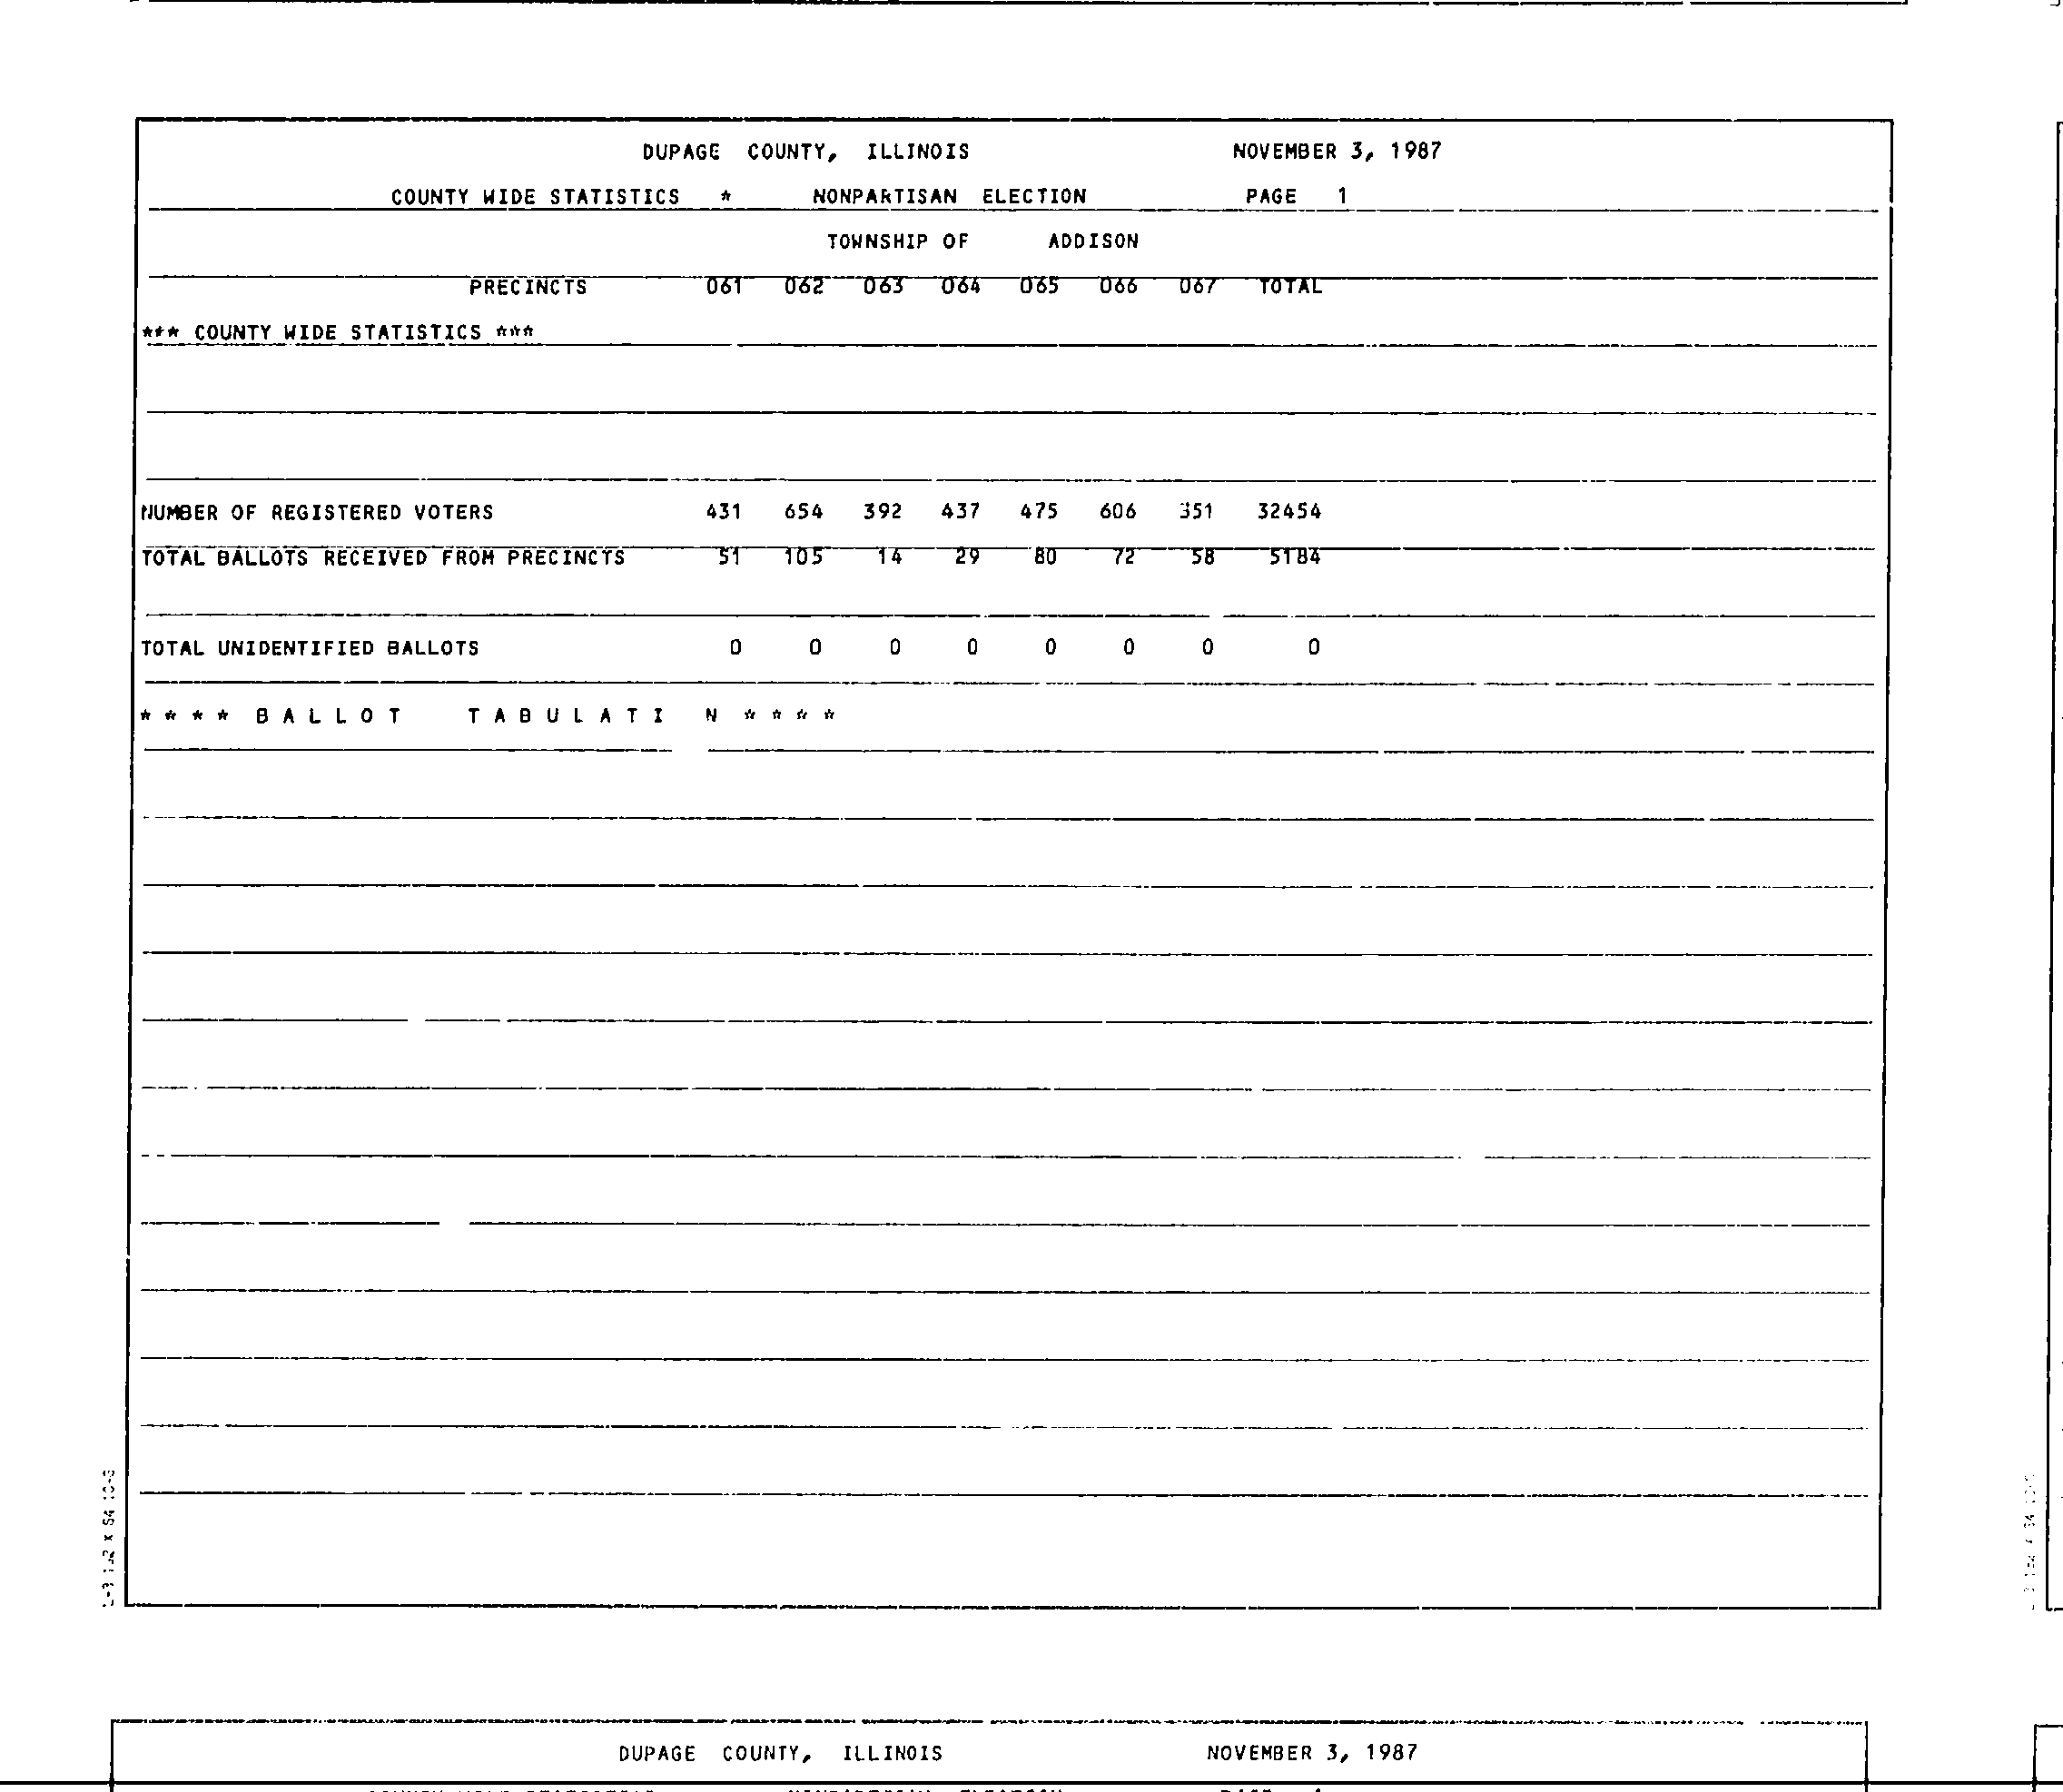 DUPAGE COUNTY, ILLINOIS NOVEMBER 3, 1987
COUNTY WIDE STATISTICS * NONPARTISAN ELECTION PAGE 1
TOWNSHIP OF ADDISON
PRECINCTS 061 062 063 064 065 066 067 TOTAL
*** COUNTY WIDE STATISTICS ***
NUMBER OF REGISTERED VOTERS 431 654 392 437 475 606 351 32454
TOTAL BALLOTS RECEIVED FROM PRECINCTS 51 105 14 29 80 72 58 5184
TOTAL UNIDENTIFIED BALLOTS 0 0 0 0 0 0 0 0
* * * * B A L L O T T A B U L A T I N * * * *
DUPAGE COUNTY, ILLINOIS NOVEMBER 3, 1987